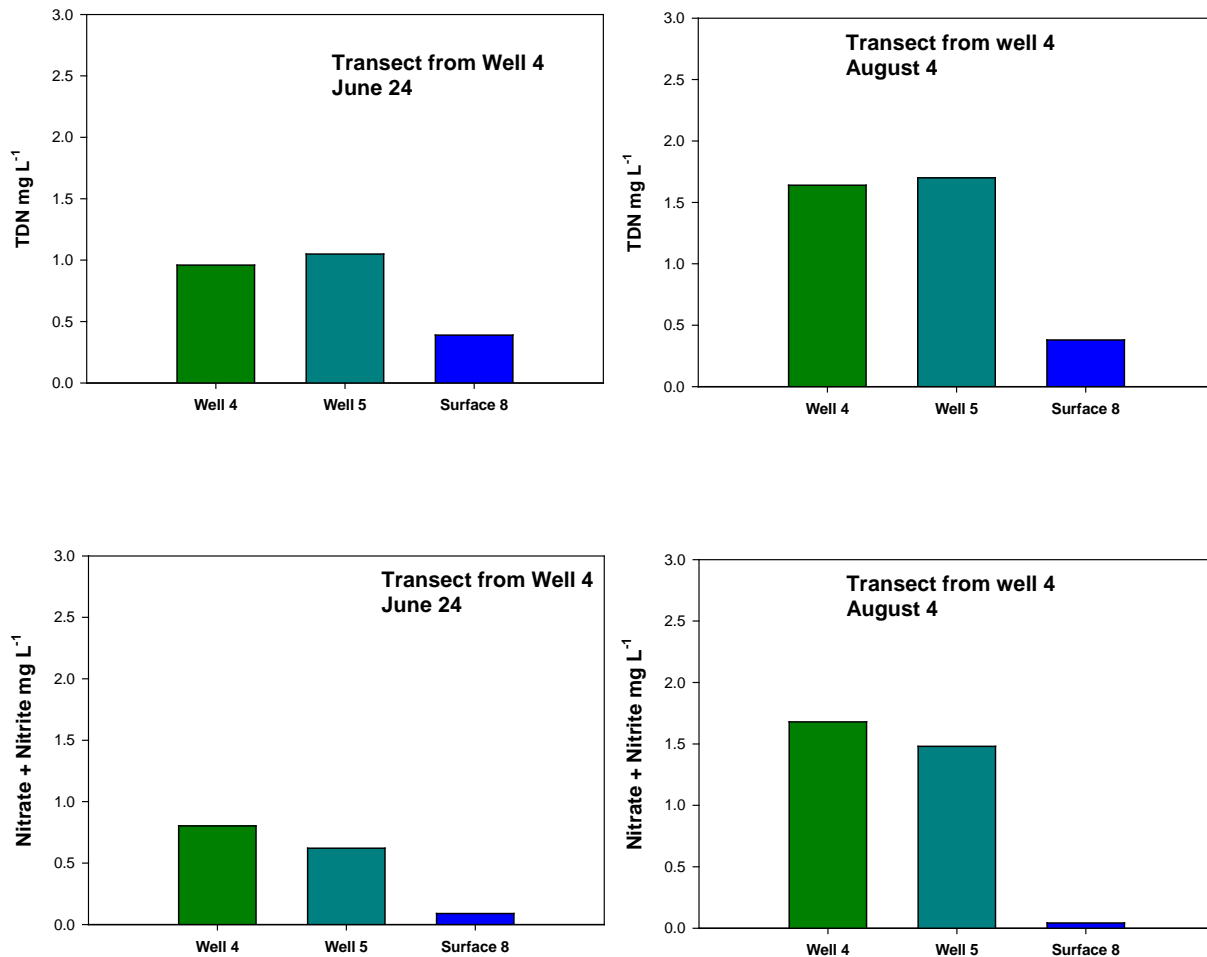 3.0
2.5
2.0
1.5
1.0
0.5
0.0
TDN mg L⁻¹
Transect from Well 4
June 24
Well 4 Well 5 Surface 8
3.0
2.5
2.0
1.5
1.0
0.5
0.0
TDN mg L⁻¹
Transect from well 4
August 4
Well 4 Well 5 Surface 8
3.0
2.5
2.0
1.5
1.0
0.5
0.0
Nitrate + Nitrite mg L⁻¹
Transect from Well 4
June 24
Well 4 Well 5 Surface 8
3.0
2.5
2.0
1.5
1.0
0.5
0.0
Nitrate + Nitrite mg L⁻¹
Transect from well 4
August 4
Well 4 Well 5 Surface 8